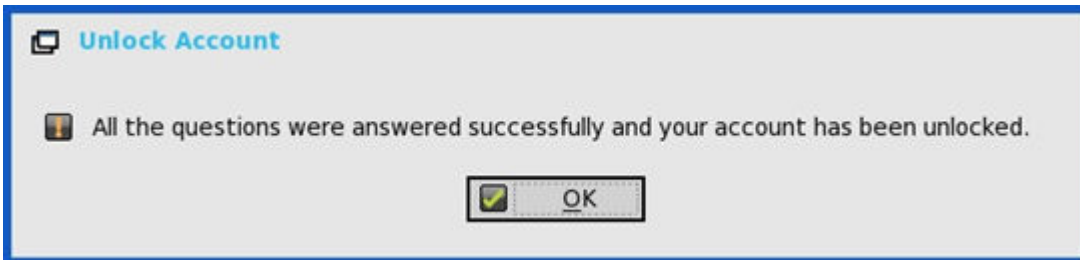 Unlock Account
All the questions were answered successfully and your account has been unlocked.
OK